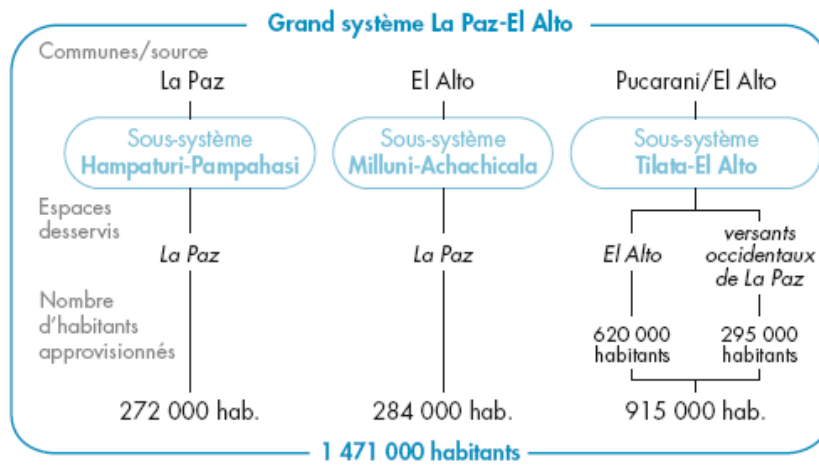 Grand système La Paz-El Alto
Communes/source
La Paz
El Alto
Pucarani/El Alto
Sous-système
Hampaturi-Pampahasi
Sous-système
Milluni-Achachicala
Sous-système
Tilata-El Alto
Espaces
desservis
La Paz
La Paz
El Alto
versants
occidentaux
de La Paz
Nombre
d'habitants
approvisionnés
620 000
habitants
295 000
habitants
272 000 hab.
284 000 hab.
915 000 hab.
1 471 000 habitants